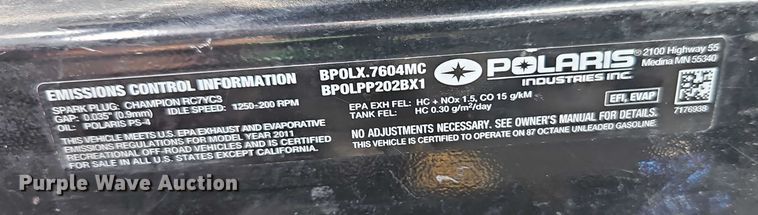 EMISSIONS CONTROL INFORMATION
SPARK PLUG: CHAMPION RC7YC3
GAP: 0.035" (0.9mm) IDLE SPEED: 1250±200 RPM
OIL: POLARIS PS-4
THIS VEHICLE MEETS U.S. EPA EXHAUST AND EVAPORATIVE
EMISSIONS REGULATIONS FOR MODEL YEAR 2011
RECREATIONAL OFF-ROAD VEHICLES AND IS CERTIFIED
FOR SALE IN ALL U.S. STATES EXCEPT CALIFORNIA.
BPOLX.7604MC
BPOLPP202BX1
POLARIS
INDUSTRIES INC.
2100 Highway 55
Medina MN 55340
EPA EXH FEL: HC + NOx 1.5, CO 15 g/kM
TANK FEL: HC 0.30 g/m²/day
EFI, EVAP
7176938
NO ADJUSTMENTS NECESSARY. SEE OWNER'S MANUAL FOR DETAILS.
THIS VEHICLE IS CERTIFIED TO OPERATE ON 87 OCTANE UNLEADED GASOLINE.
Purple Wave Auction